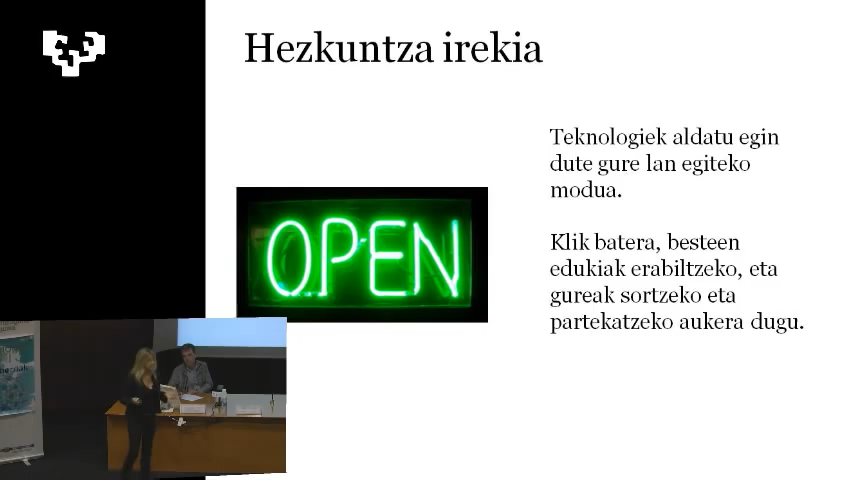 Hezkuntza irekia
Teknologiek aldatu egin
dute gure lan egiteko
modua.
Klik batera, besteen
edukiak erabiltzeko, eta
gureak sortzeko eta
partekatzeko aukera dugu.
OPEN